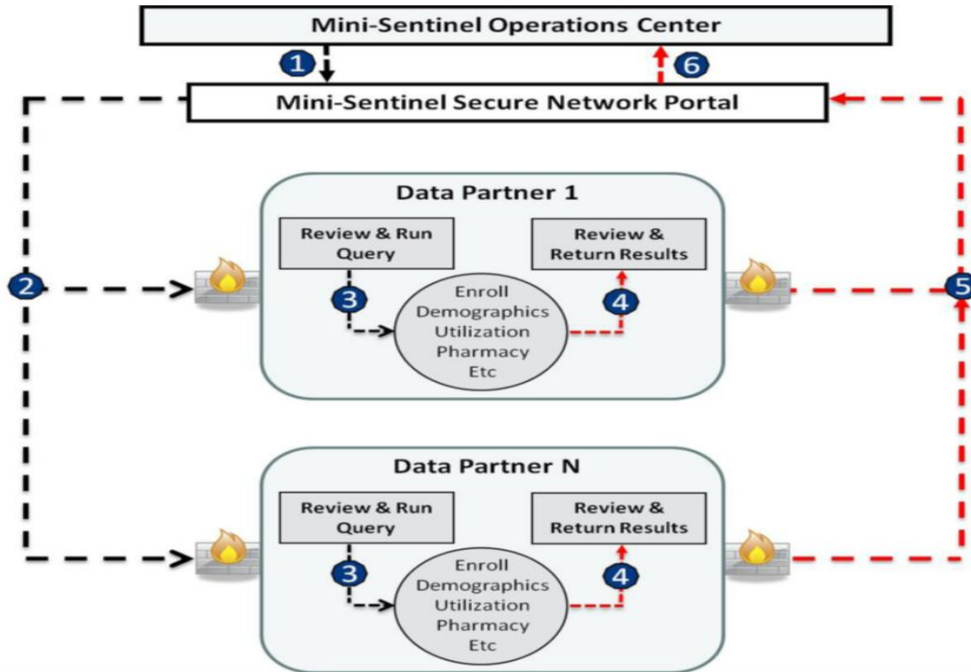 Mini-Sentinel Operations Center
1
6
Mini-Sentinel Secure Network Portal
Data Partner 1
Review & Run
Query
Review &
Return Results
2
3
4
5
Enroll
Demographics
Utilization
Pharmacy
Etc
Data Partner N
Review & Run
Query
Review &
Return Results
3
4
Enroll
Demographics
Utilization
Pharmacy
Etc